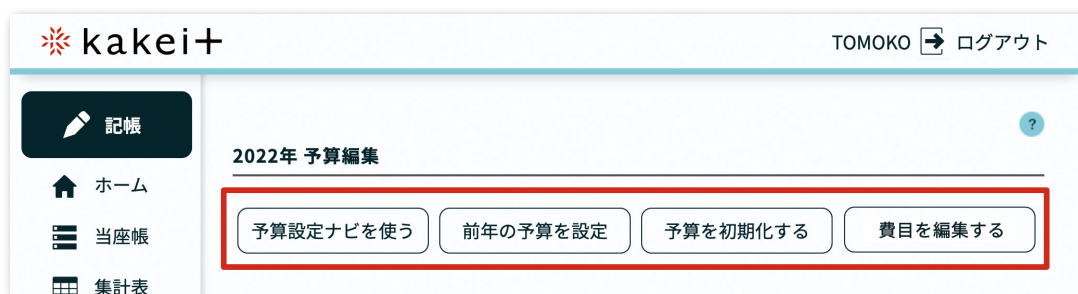 kakei+
TOMOKO ログアウト
記帳
?
2022年 予算編集
ホーム
予算設定ナビを使う 前年の予算を設定 予算を初期化する 費目を編集する
当座帳
集計表